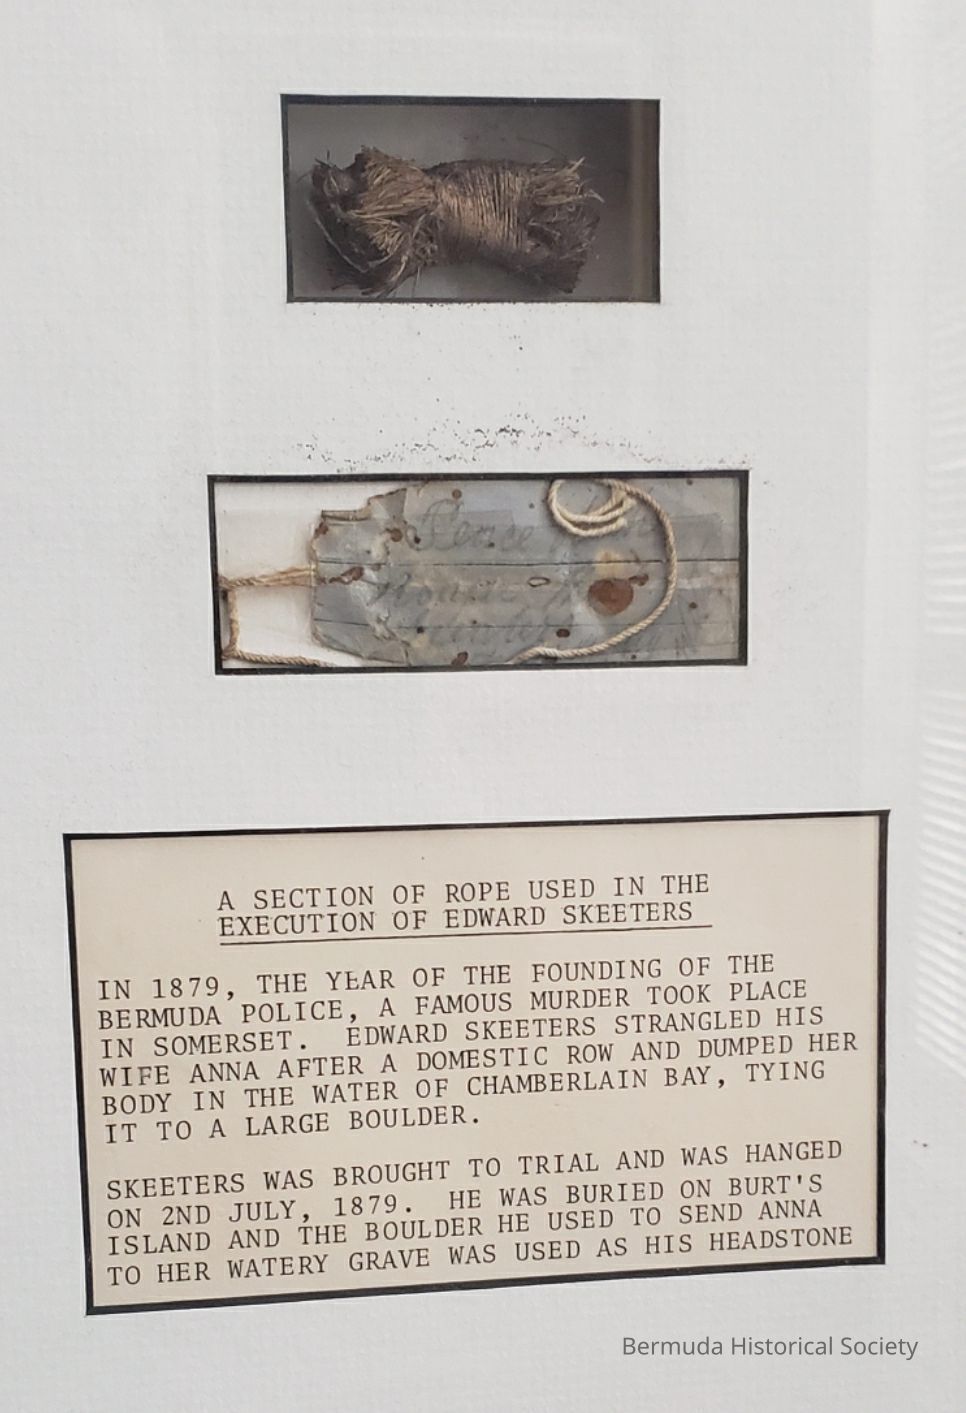 A SECTION OF ROPE USED IN THE
EXECUTION OF EDWARD SKEETERS
IN 1879, THE YEAR OF THE FOUNDING OF THE
BERMUDA POLICE, A FAMOUS MURDER TOOK PLACE
IN SOMERSET. EDWARD SKEETERS STRANGLED HIS
WIFE ANNA AFTER A DOMESTIC ROW AND DUMPED HER
BODY IN THE WATER OF CHAMBERLAIN BAY, TYING
IT TO A LARGE BOULDER.
SKEETERS WAS BROUGHT TO TRIAL AND WAS HANGED
ON 2ND JULY, 1879. HE WAS BURIED ON BURT'S
ISLAND AND THE BOULDER HE USED TO SEND ANNA
TO HER WATERY GRAVE WAS USED AS HIS HEADSTONE
Bermuda Historical Society